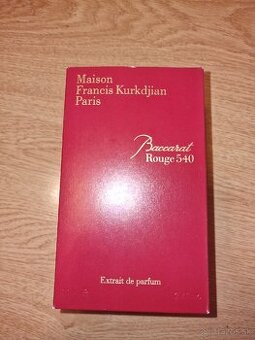 Maison
Francis Kurkdjian
Paris
Baccarat
Rouge 540
Extrait de parfum